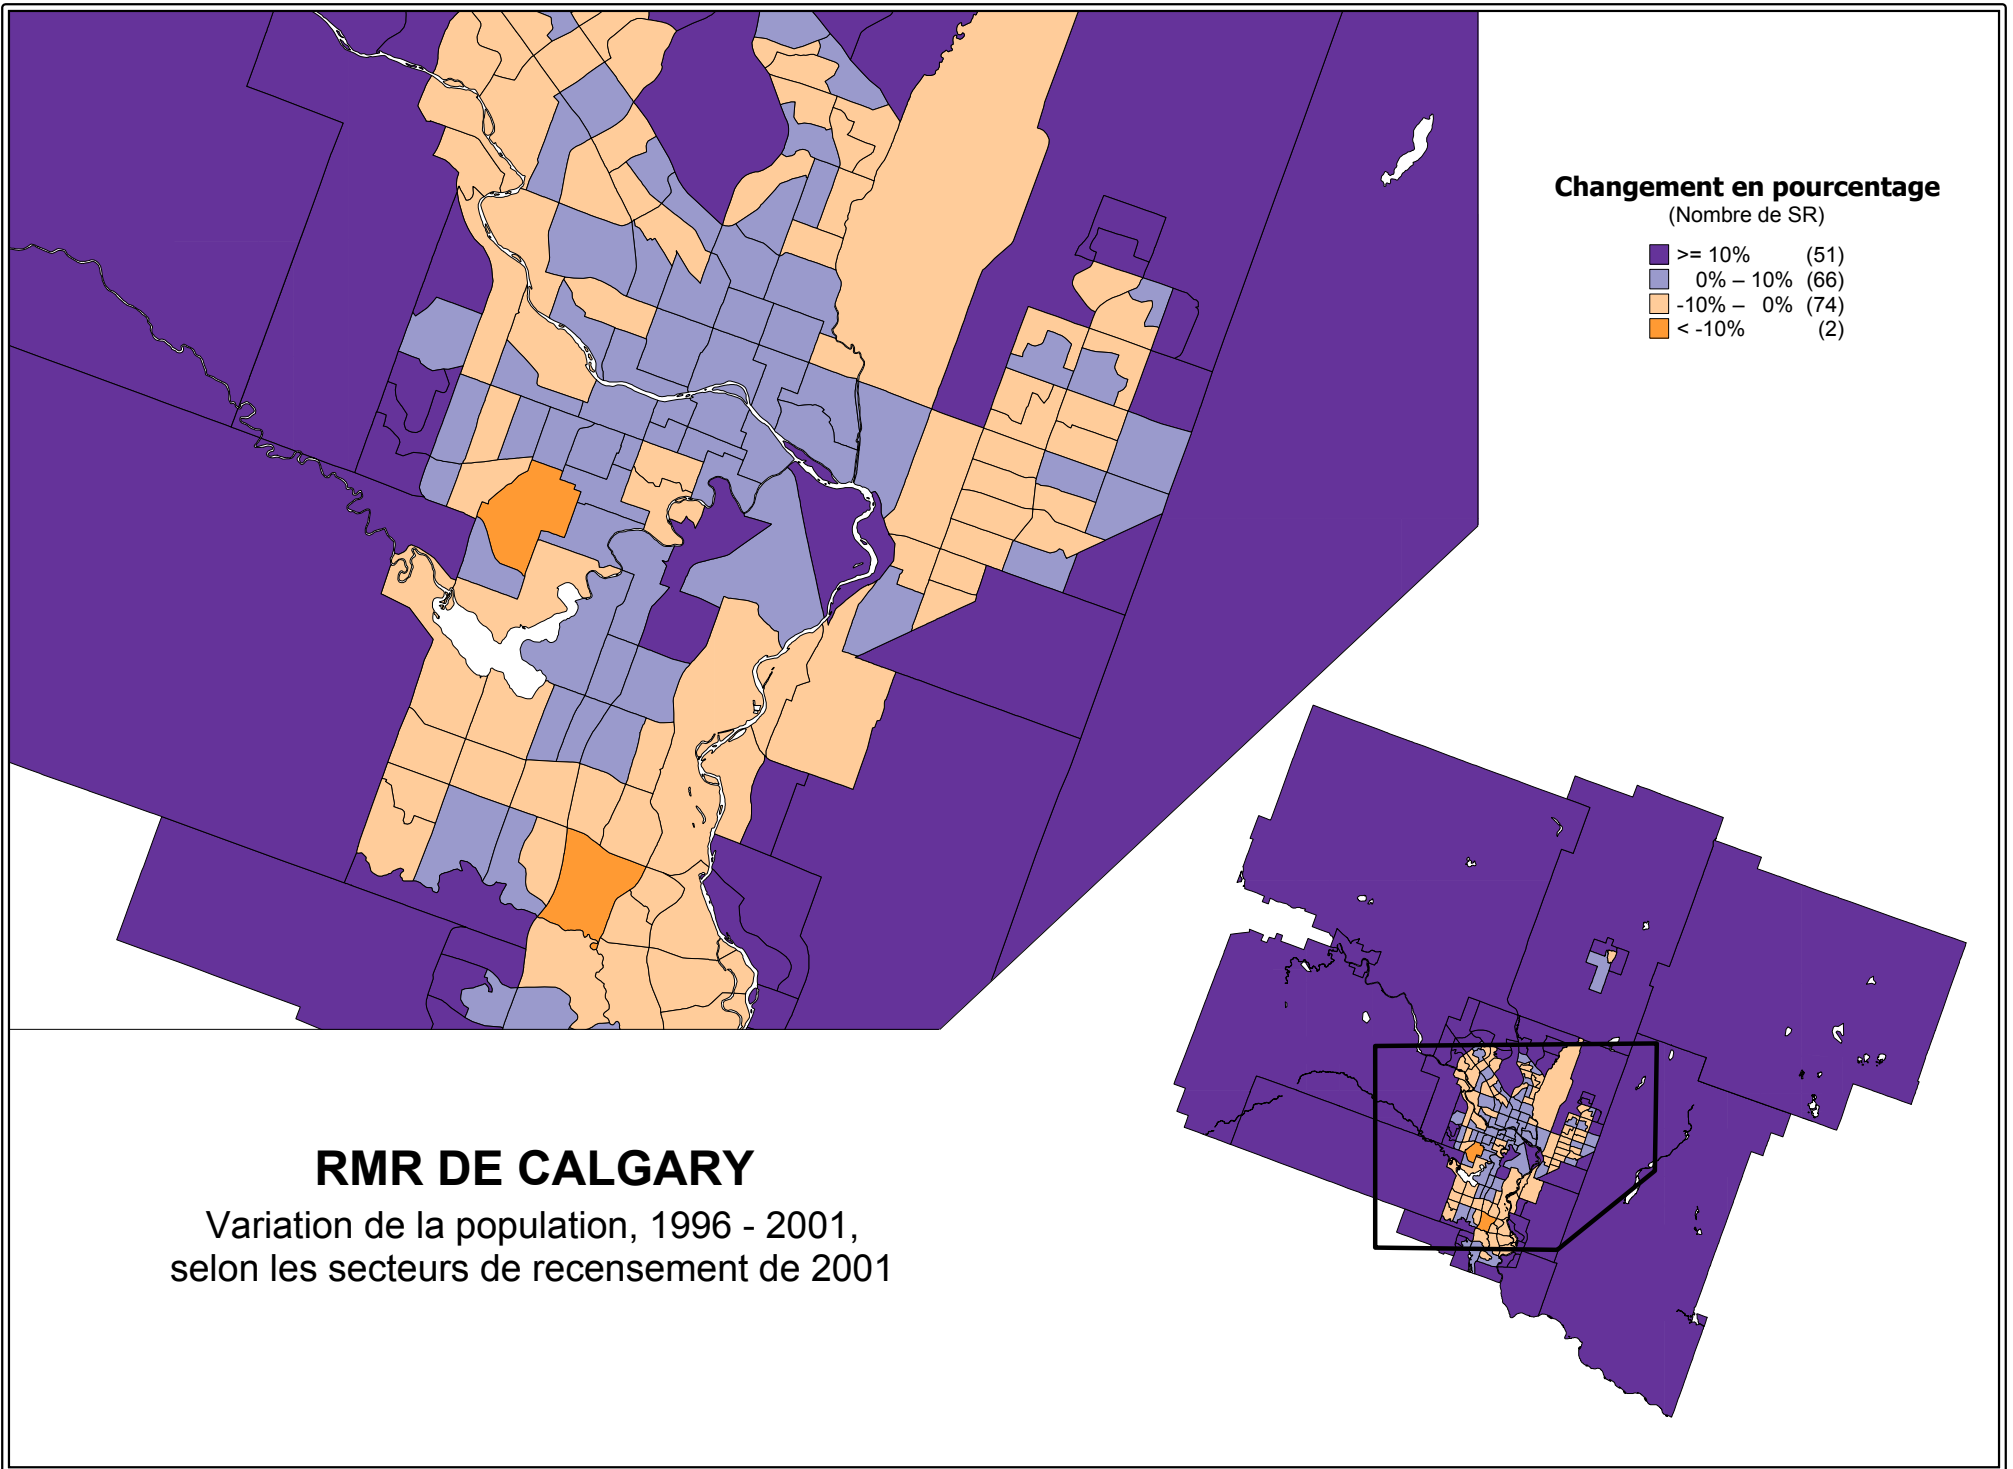 Changement en pourcentage
(Nombre de SR)
>= 10% (51)
0% – 10% (66)
-10% – 0% (74)
< -10% (2)
RMR DE CALGARY
Variation de la population, 1996 - 2001,
selon les secteurs de recensement de 2001